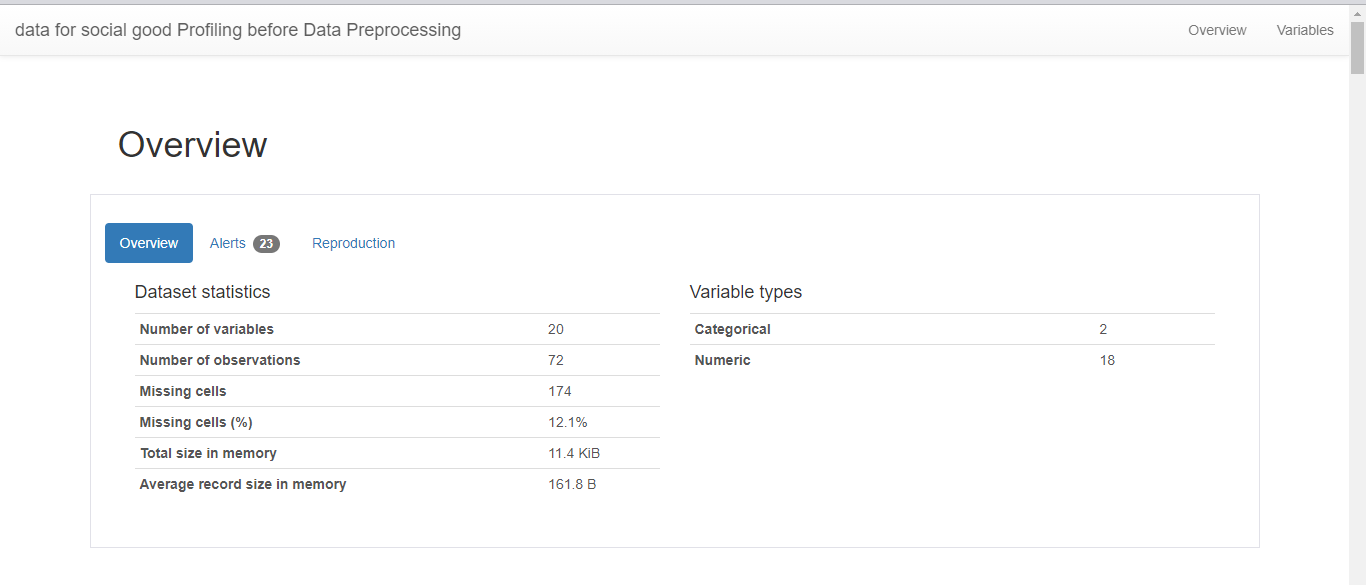 data for social good Profiling before Data Preprocessing
Overview
Variables
Overview
Overview
Alerts 23
Reproduction
Dataset statistics
Number of variables 20
Number of observations 72
Missing cells 174
Missing cells (%) 12.1%
Total size in memory 11.4 KiB
Average record size in memory 161.8 B
Variable types
Categorical 2
Numeric 18